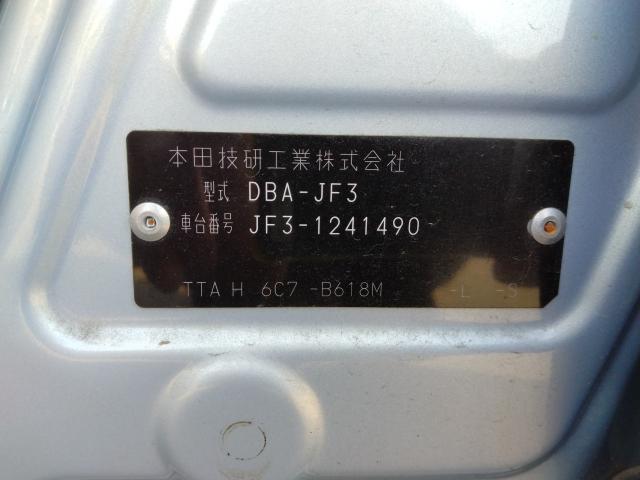 本田技研工業株式会社
型式 DBA-JF3
車台番号 JF3-1241490
TTA H 6C7 -B618M -L -S